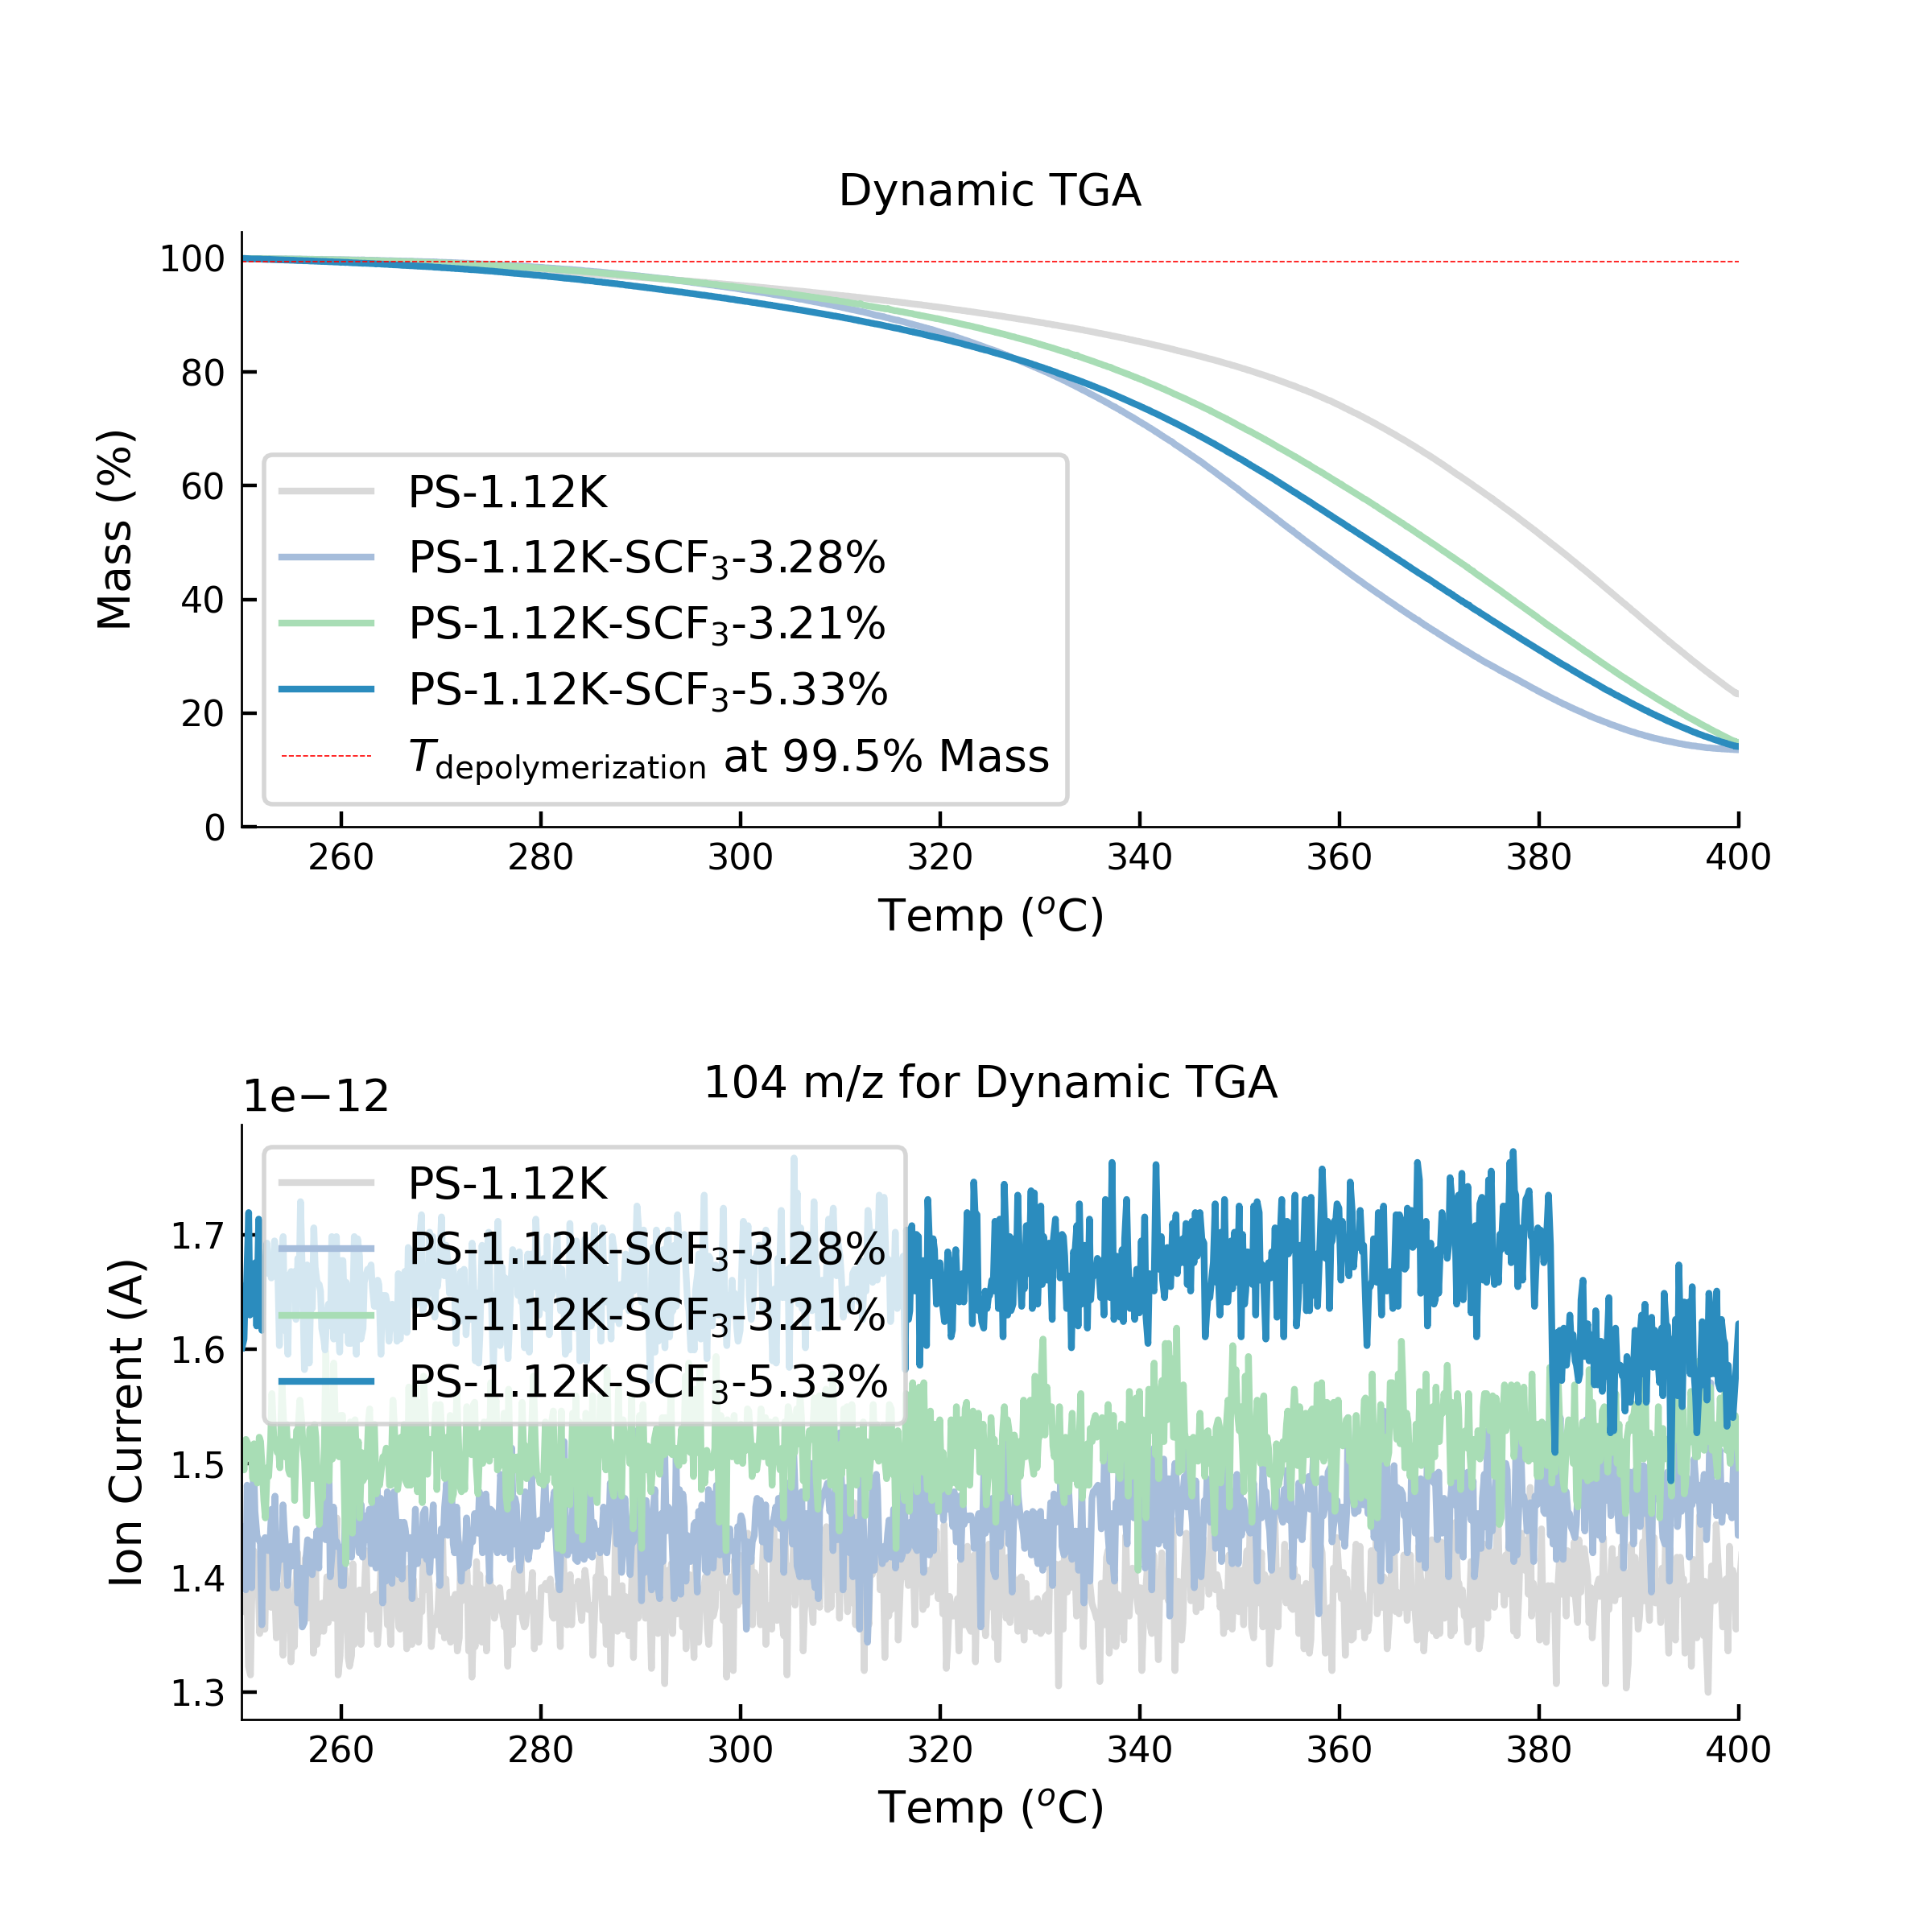 Dynamic TGA
100
80
60
40
20
0
Mass (%)
PS-1.12K
PS-1.12K-SCF₃-3.28%
PS-1.12K-SCF₃-3.21%
PS-1.12K-SCF₃-5.33%
T_depolymerization at 99.5% Mass
260 280 300 320 340 360 380 400
Temp (°C)
1e−12
104 m/z for Dynamic TGA
1.7
1.6
1.5
1.4
1.3
Ion Current (A)
PS-1.12K
PS-1.12K-SCF₃-3.28%
PS-1.12K-SCF₃-3.21%
PS-1.12K-SCF₃-5.33%
260 280 300 320 340 360 380 400
Temp (°C)